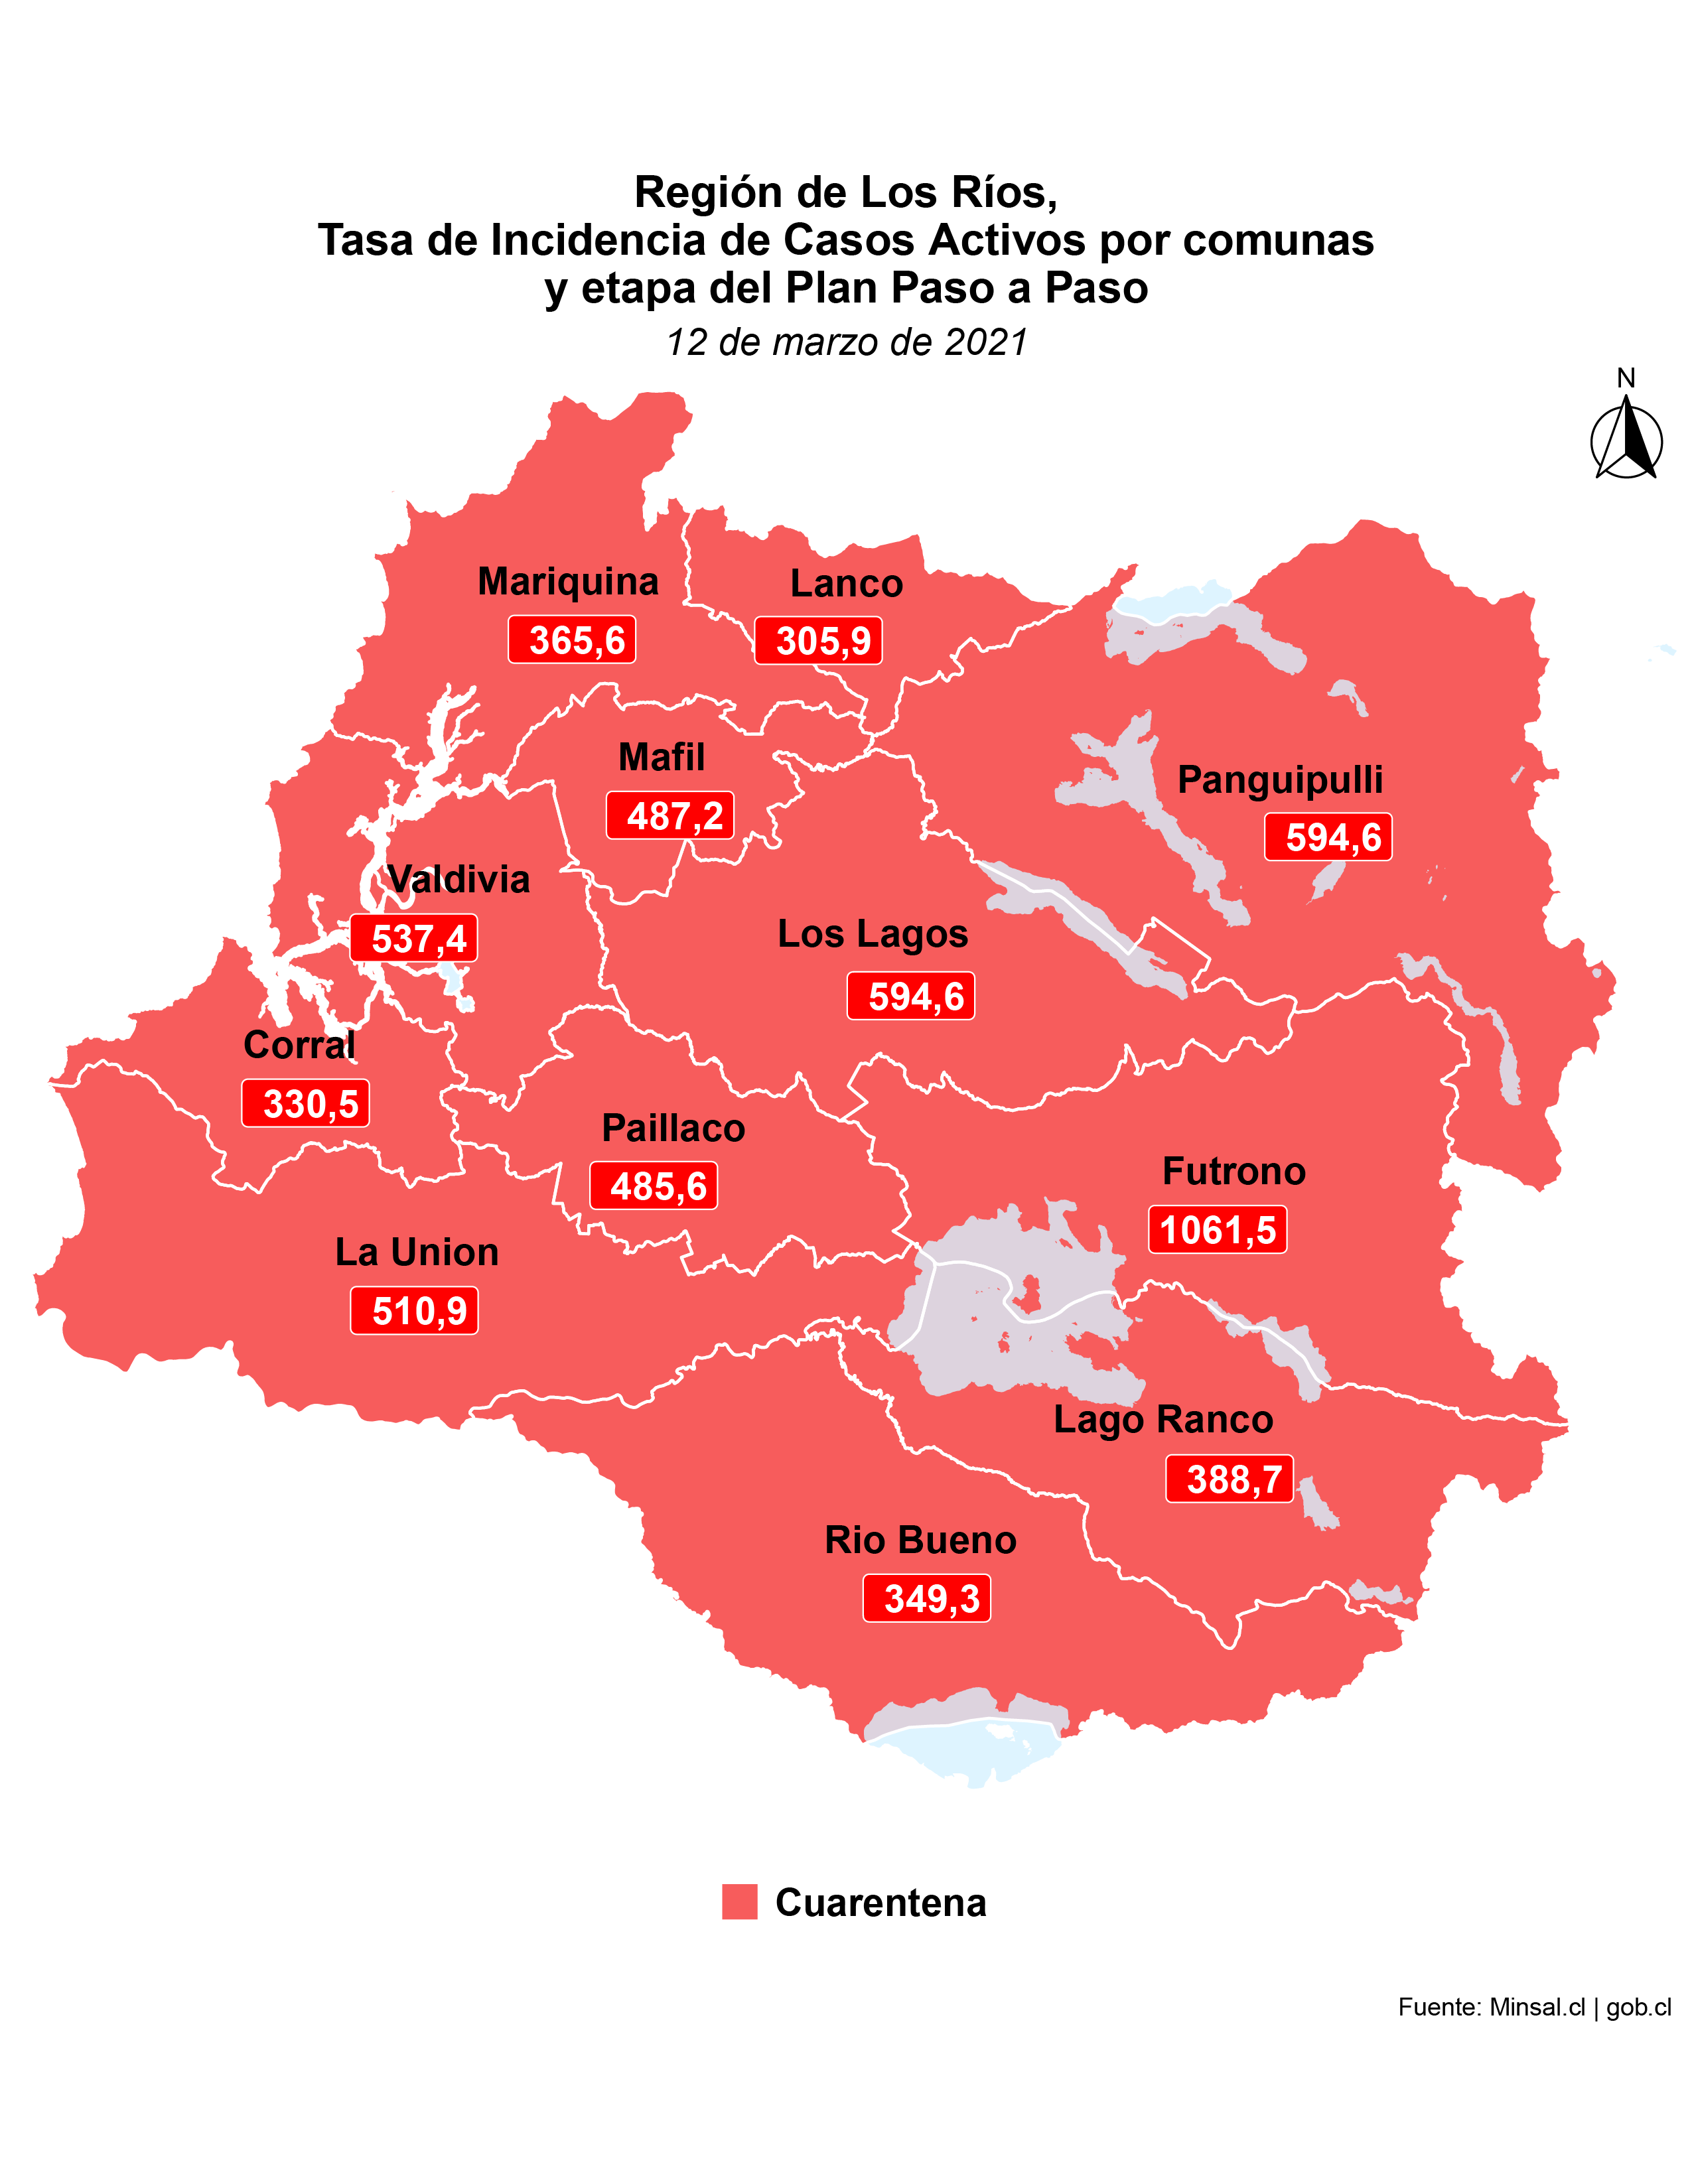 Región de Los Ríos,
Tasa de Incidencia de Casos Activos por comunas
y etapa del Plan Paso a Paso
12 de marzo de 2021
N
Mariquina
365,6
Lanco
305,9
Mafil
487,2
Panguipulli
594,6
Valdivia
537,4
Los Lagos
594,6
Corral
330,5
Paillaco
485,6
Futrono
1061,5
La Union
510,9
Lago Ranco
388,7
Rio Bueno
349,3
Cuarentena
Fuente: Minsal.cl | gob.cl